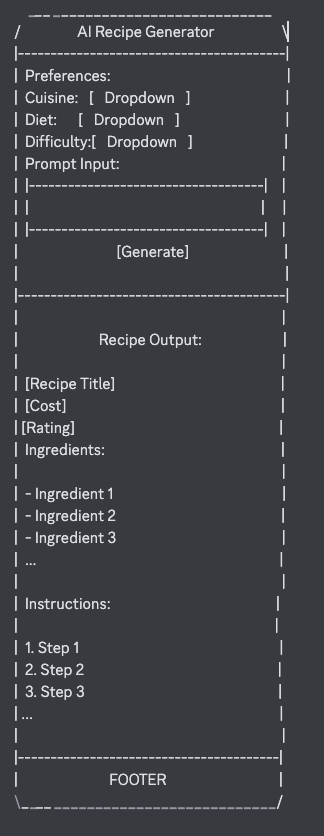 AI Recipe Generator
Preferences:
Cuisine: [ Dropdown ]
Diet: [ Dropdown ]
Difficulty:[ Dropdown ]
Prompt Input:
[Generate]
Recipe Output:
[Recipe Title]
[Cost]
[Rating]
Ingredients:
- Ingredient 1
- Ingredient 2
- Ingredient 3
...
Instructions:
1. Step 1
2. Step 2
3. Step 3
...
FOOTER